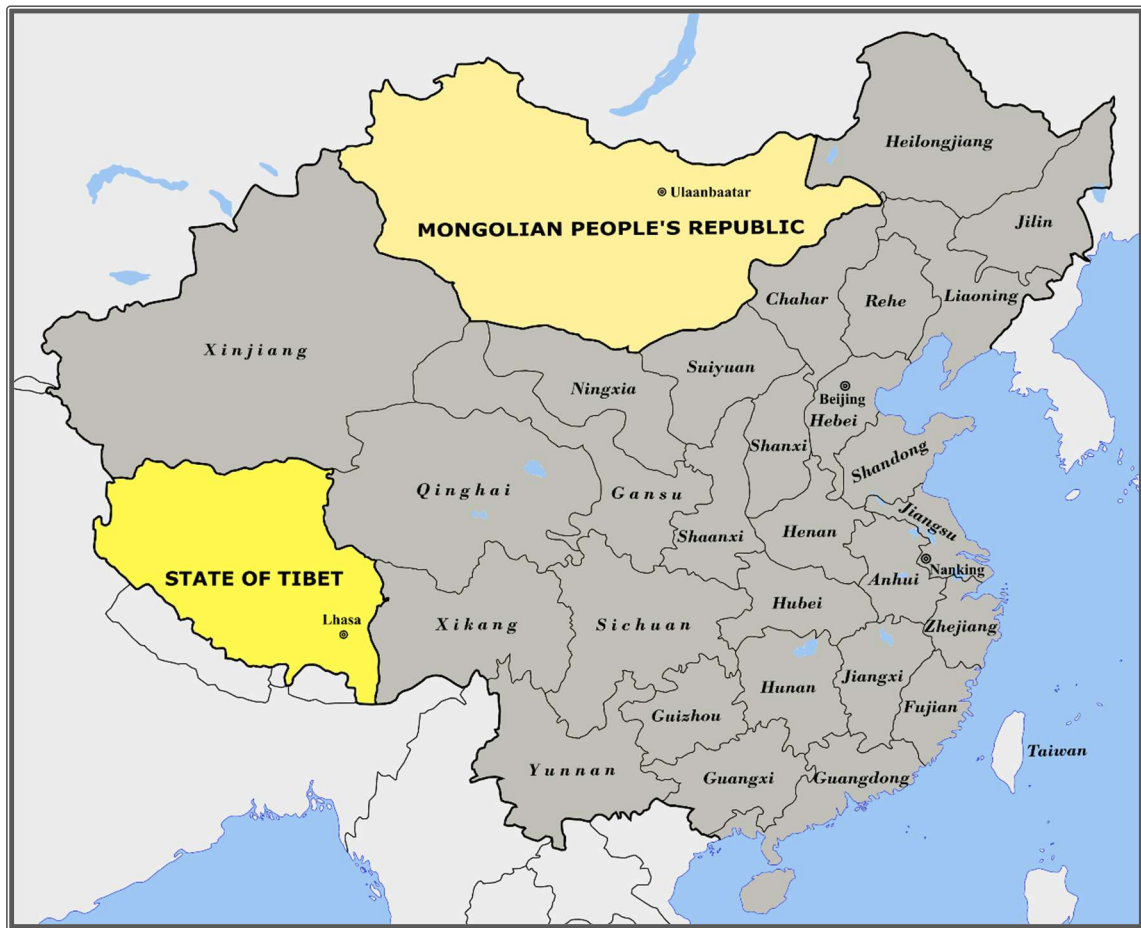 Heilongjiang
Ulaanbaatar
MONGOLIAN PEOPLE'S REPUBLIC
Jilin
Chahar
Rehe
Liaoning
Xinjiang
Suiyuan
Ningxia
Beijing
Hebei
Shanxi
Shandong
Qinghai
Gansu
Jiangsu
Henan
Shaanxi
Nanking
STATE OF TIBET
Anhui
Hubei
Lhasa
Xikang
Sichuan
Zhejiang
Jiangxi
Hunan
Fujian
Guizhou
Taiwan
Yunnan
Guangxi
Guangdong